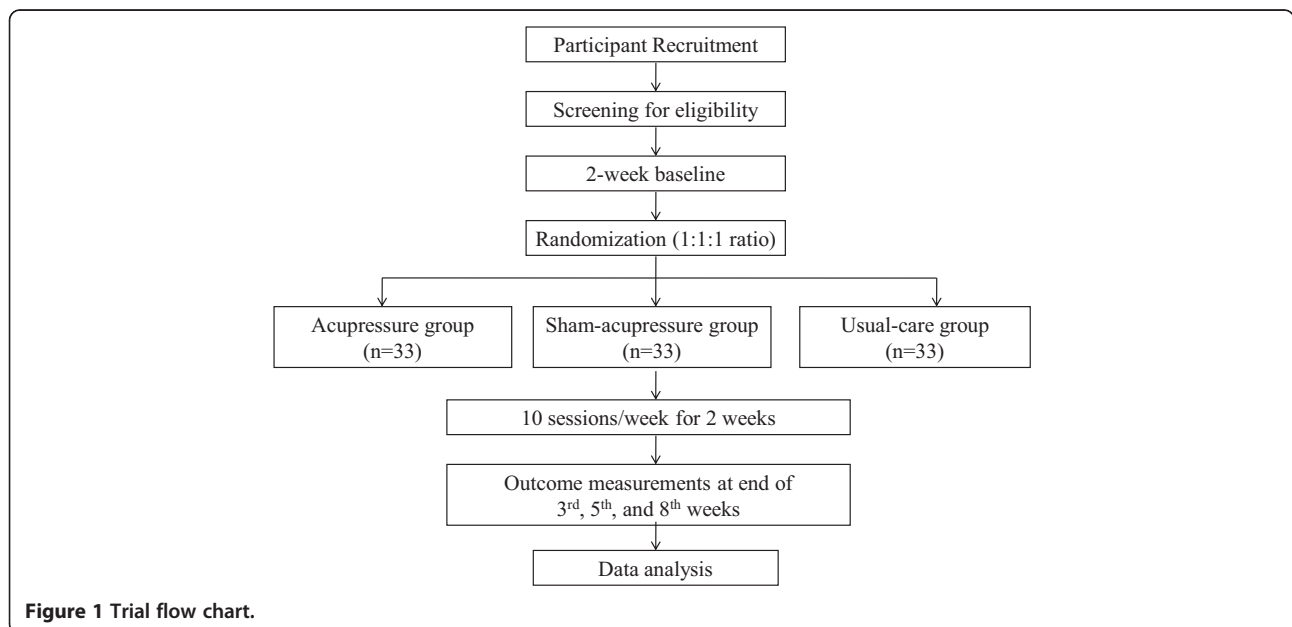 Participant Recruitment
Screening for eligibility
2-week baseline
Randomization (1:1:1 ratio)
Acupressure group
(n=33)
Sham-acupressure group
(n=33)
Usual-care group
(n=33)
10 sessions/week for 2 weeks
Outcome measurements at end of
3rd, 5th, and 8th weeks
Data analysis
Figure 1 Trial flow chart.